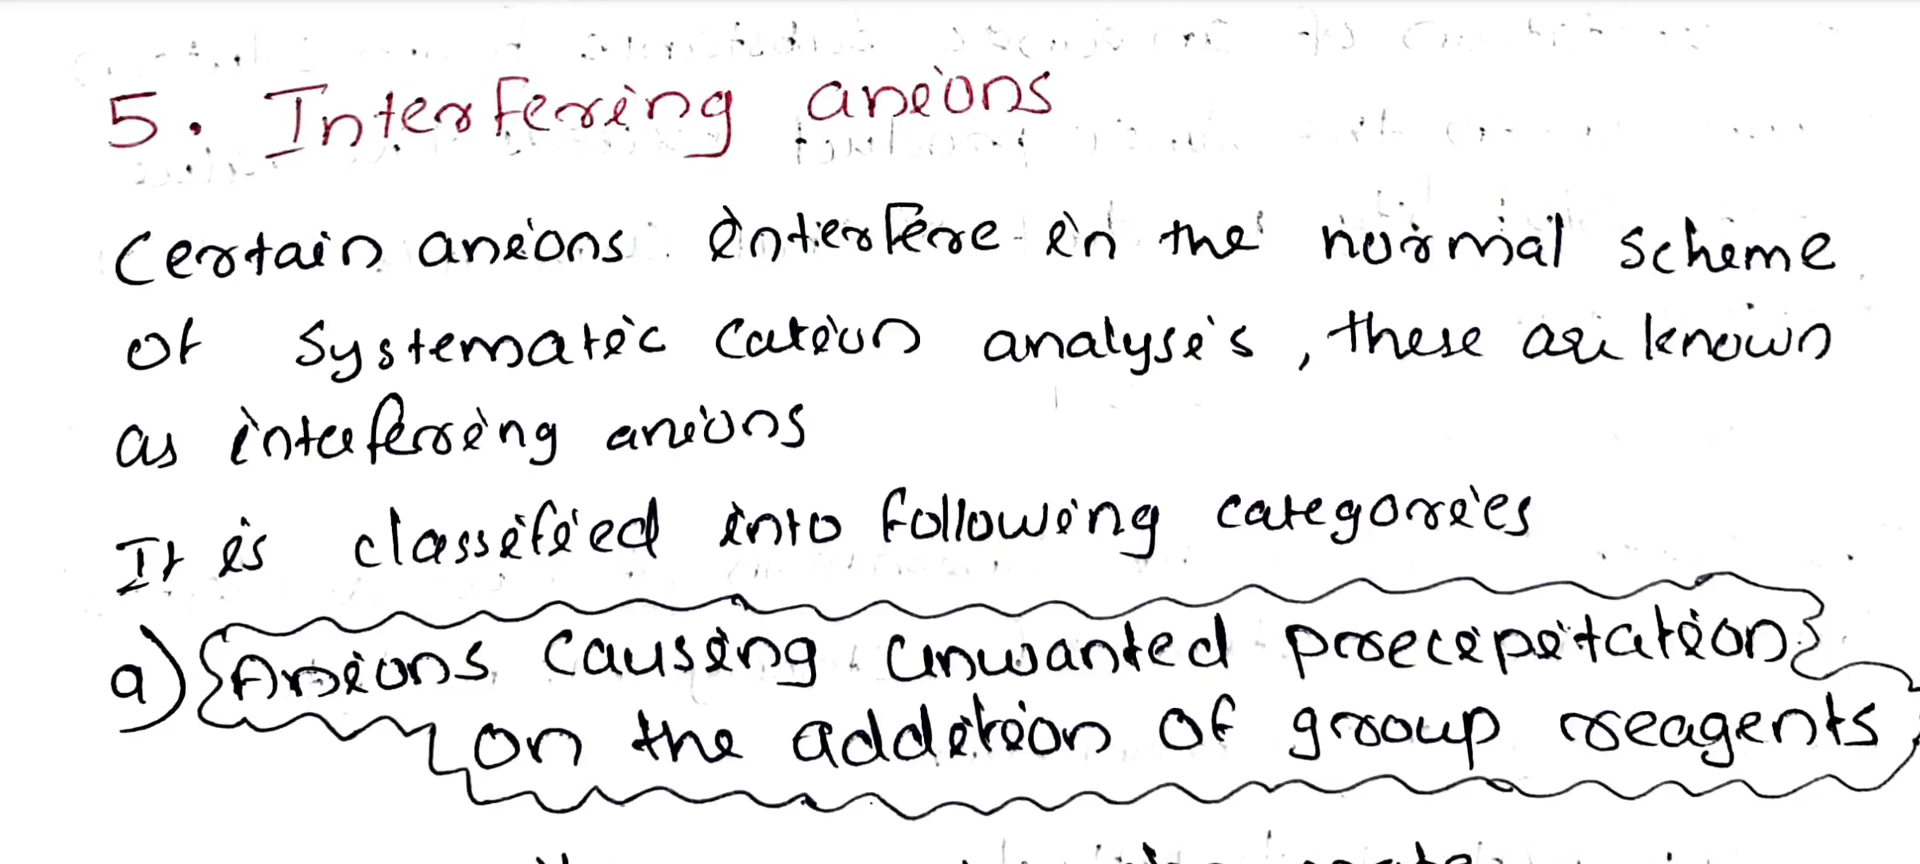 5. Interfering anions
Certain anions interfere in the normal scheme
of systematic cation analysis, these are known
as interfering anions
It is classified into following categories
a) Anions causing unwanted precipitation
on the addition of group reagents